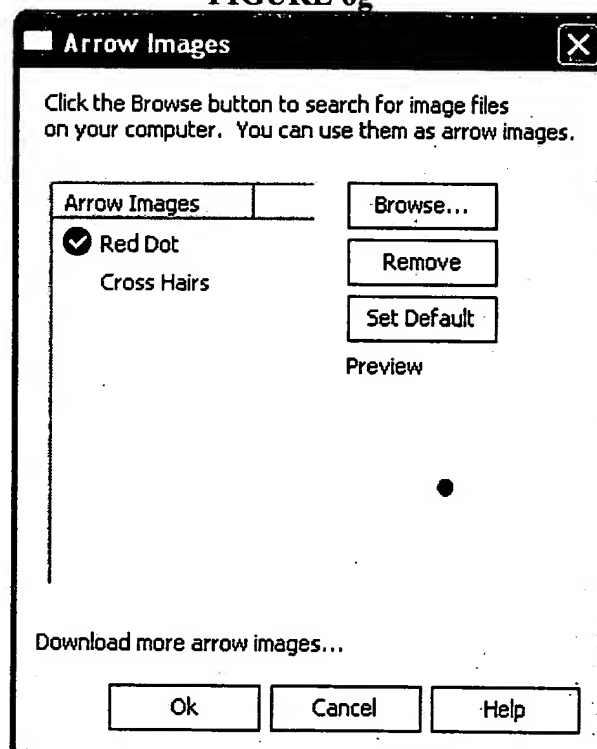 FIGURE 6g
Arrow Images
Click the Browse button to search for image files
on your computer. You can use them as arrow images.
Arrow Images
Browse...
Red Dot
Remove
Cross Hairs
Set Default
Preview
Download more arrow images...
Ok
Cancel
Help